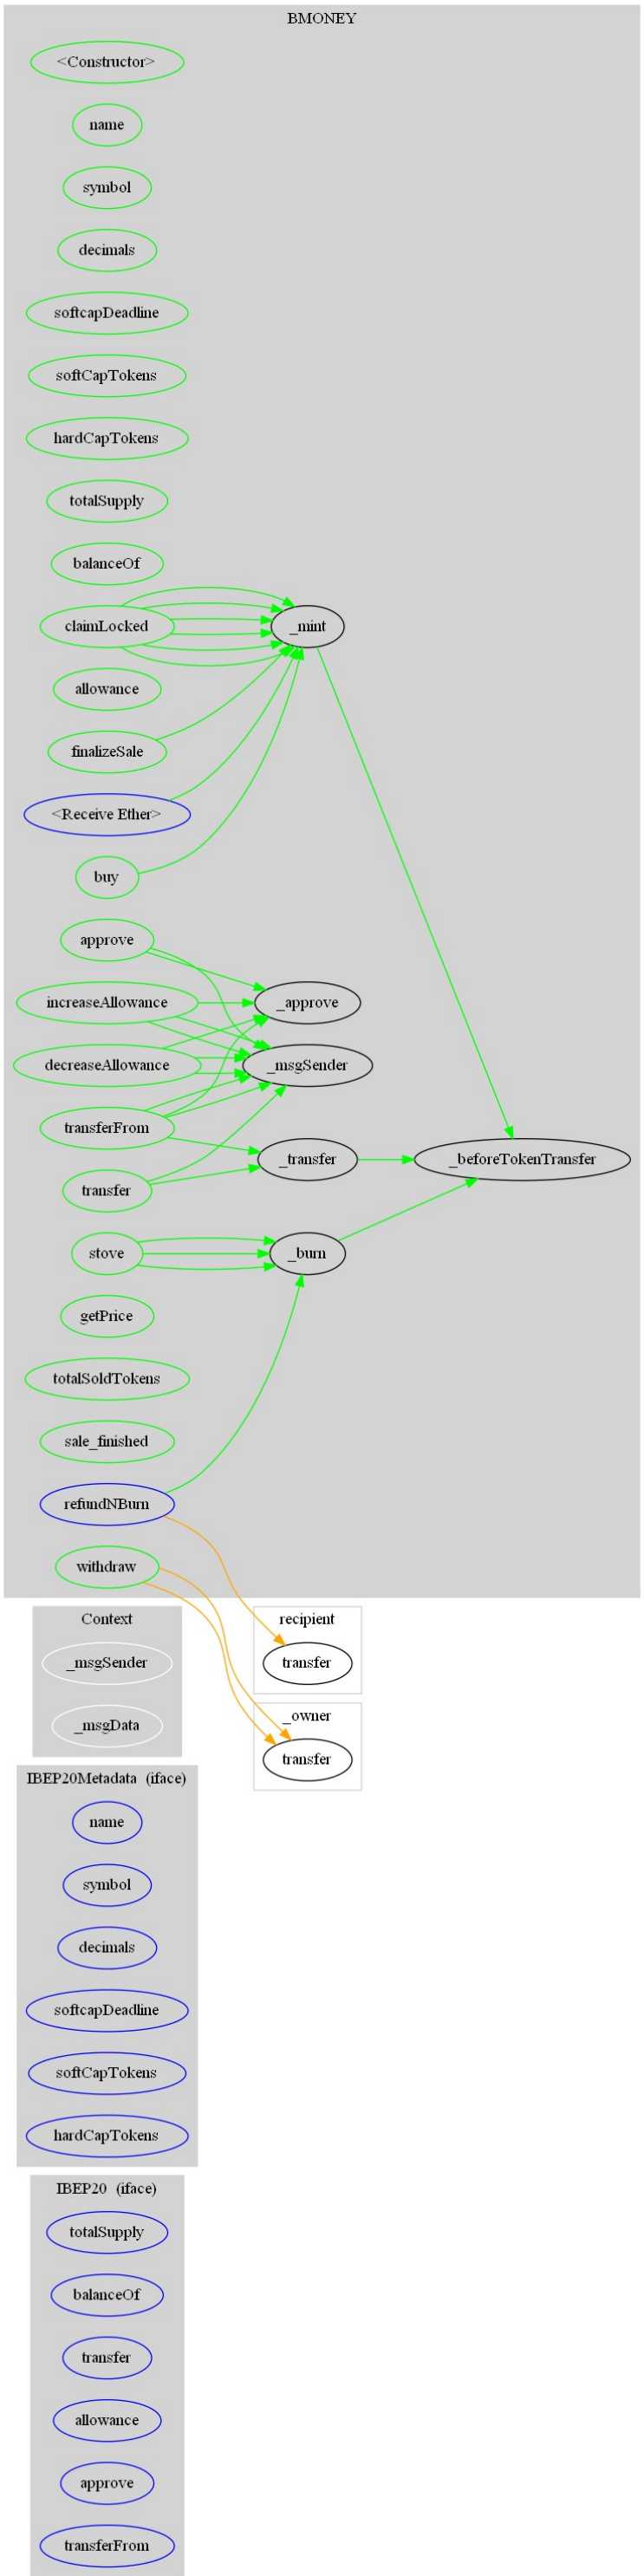 BMONEY
<Constructor>
name
symbol
decimals
softcapDeadline
softCapTokens
hardCapTokens
totalSupply
balanceOf
claimLocked
_mint
allowance
finalizeSale
<Receive Ether>
buy
approve
increaseAllowance
_approve
decreaseAllowance
_msgSender
transferFrom
_transfer
_beforeTokenTransfer
transfer
stove
_burn
getPrice
totalSoldTokens
sale_finished
refundNBurn
withdraw
Context
_msgSender
_msgData
recipient
transfer
_owner
transfer
IBEP20Metadata (iface)
name
symbol
decimals
softcapDeadline
softCapTokens
hardCapTokens
IBEP20 (iface)
totalSupply
balanceOf
transfer
allowance
approve
transferFrom